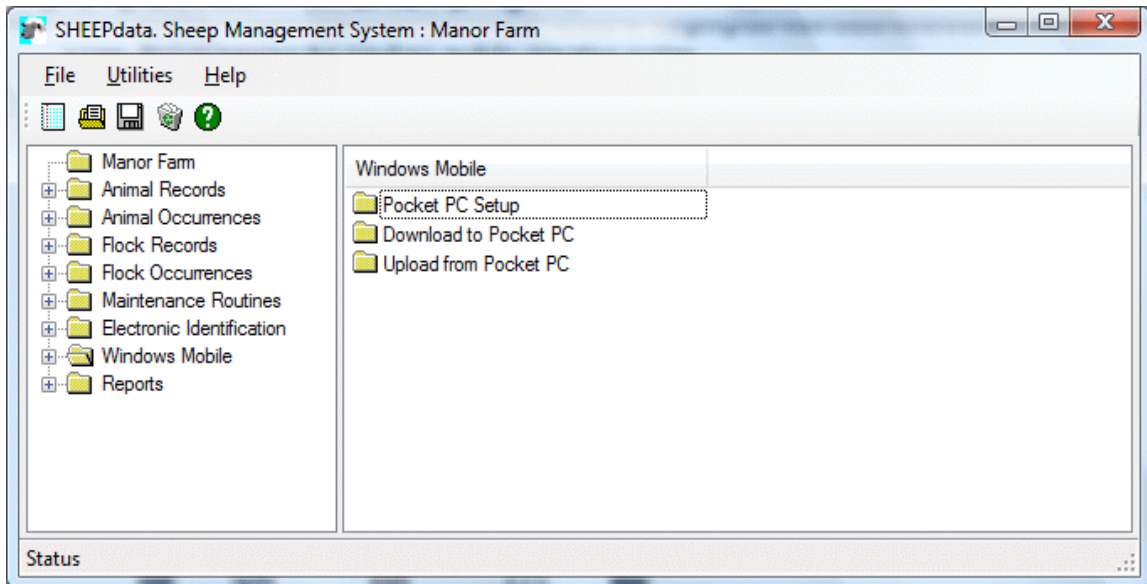 SHEEPdata. Sheep Management System : Manor Farm
File Utilities Help
Manor Farm
Animal Records
Animal Occurrences
Flock Records
Flock Occurrences
Maintenance Routines
Electronic Identification
Windows Mobile
Reports
Windows Mobile
Pocket PC Setup
Download to Pocket PC
Upload from Pocket PC
Status